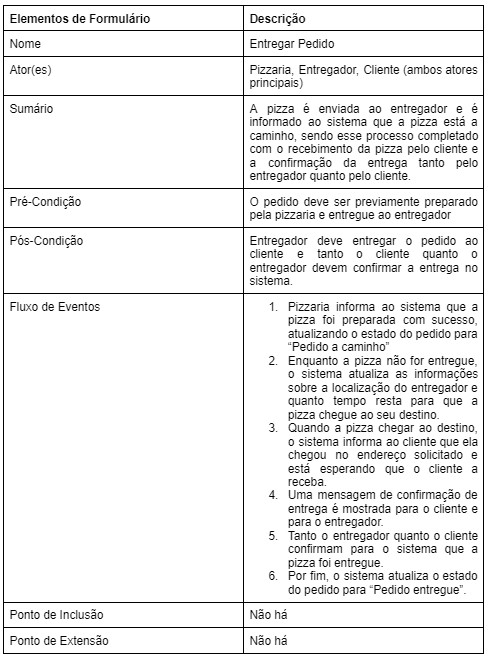 Elementos de Formulário
Descrição
Nome
Entregar Pedido
Ator(es)
Pizzaria, Entregador, Cliente (ambos atores
principais)
Sumário
A pizza é enviada ao entregador e é
informado ao sistema que a pizza está a
caminho, sendo esse processo completado
com o recebimento da pizza pelo cliente e
a confirmação da entrega tanto pelo
entregador quanto pelo cliente.
Pré-Condição
O pedido deve ser previamente preparado
pela pizzaria e entregue ao entregador
Pós-Condição
Entregador deve entregar o pedido ao
cliente e tanto o cliente quanto o
entregador devem confirmar a entrega no
sistema.
Fluxo de Eventos
1. Pizzaria informa ao sistema que a
pizza foi preparada com sucesso,
atualizando o estado do pedido para
“Pedido a caminho”
2. Enquanto a pizza não for entregue,
o sistema atualiza as informações
sobre a localização do entregador e
quanto tempo resta para que a
pizza chegue ao seu destino.
3. Quando a pizza chegar ao destino,
o sistema informa ao cliente que ela
chegou no endereço solicitado e
está esperando que o cliente a
receba.
4. Uma mensagem de confirmação de
entrega é mostrada para o cliente e
para o entregador.
5. Tanto o entregador quanto o cliente
confirmam para o sistema que a
pizza foi entregue.
6. Por fim, o sistema atualiza o estado
do pedido para “Pedido entregue”.
Ponto de Inclusão
Não há
Ponto de Extensão
Não há